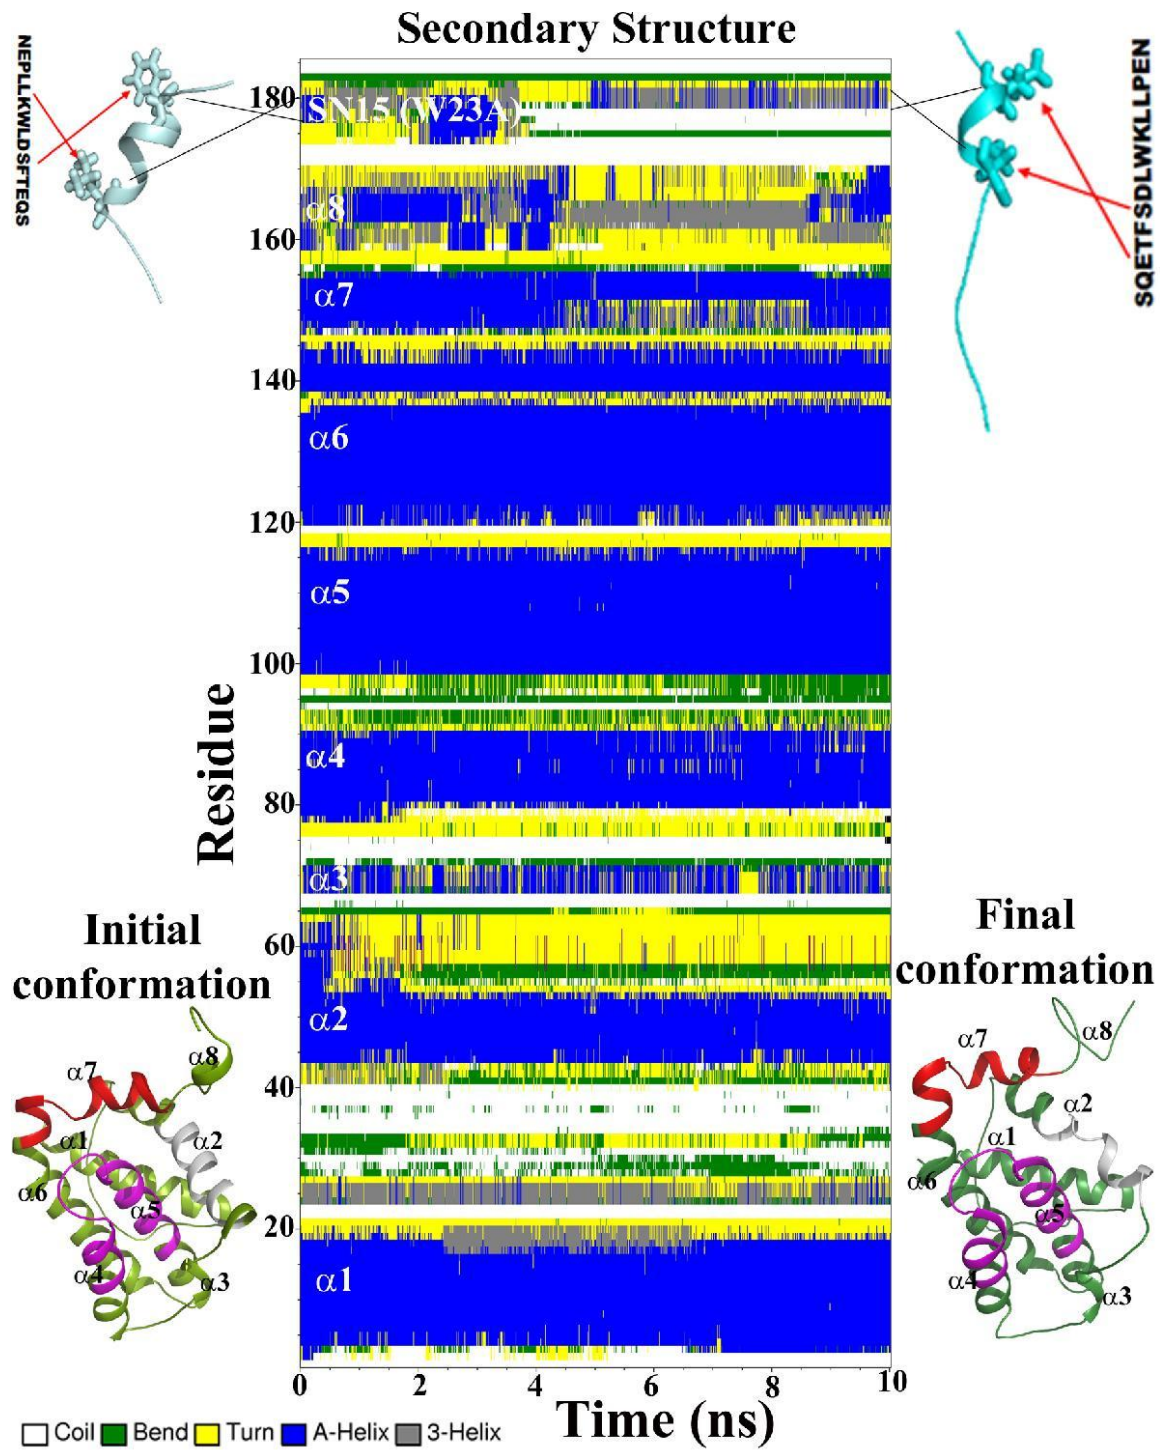 Secondary Structure
NEPLLKWLDSFTEQS
SQETFSDLWKLLPEN
180
SN15 (W23A)
α8
160
α7
140
α6
120
α5
100
α4
80
α3
60
α2
40
20
α1
Residue
0 2 4 6 8 10
Time (ns)
Initial
conformation
α7
α8
α1
α2
α6
α5
α4
α3
Final
conformation
α7
α8
α2
α1
α6
α5
α4
α3
Coil Bend Turn A-Helix 3-Helix